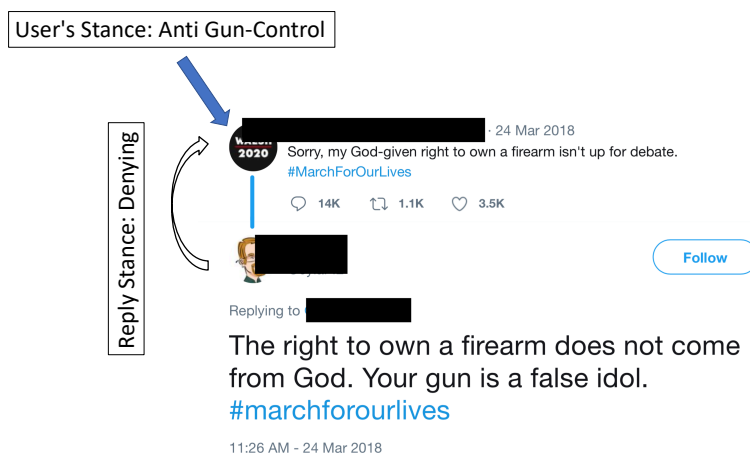 User's Stance: Anti Gun-Control
Reply Stance: Denying
· 24 Mar 2018
2020
Sorry, my God-given right to own a firearm isn't up for debate.
#MarchForOurLives
14K 1.1K 3.5K
Follow
Replying to
The right to own a firearm does not come
from God. Your gun is a false idol.
#marchforourlives
11:26 AM - 24 Mar 2018